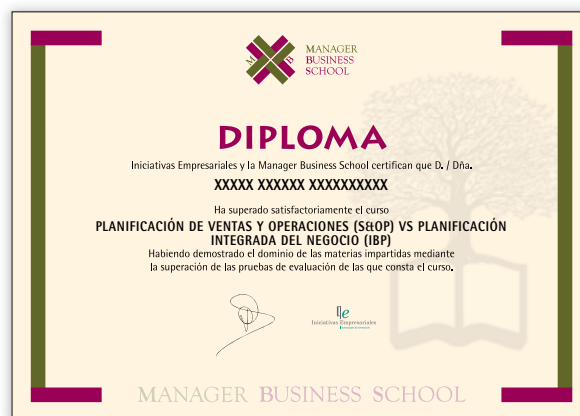 M B
MANAGER
BUSINESS
SCHOOL
DIPLOMA
Iniciativas Empresariales y la Manager Business School certifican que D. / Dña.
XXXXX XXXXXX XXXXXXXXXX
Ha superado satisfactoriamente el curso
PLANIFICACIÓN DE VENTAS Y OPERACIONES (S&OP) VS PLANIFICACIÓN
INTEGRADA DEL NEGOCIO (IBP)
Habiendo demostrado el dominio de las materias impartidas mediante
la superación de las pruebas de evaluación de las que consta el curso.
Iniciativas Empresariales
MANAGER BUSINESS SCHOOL